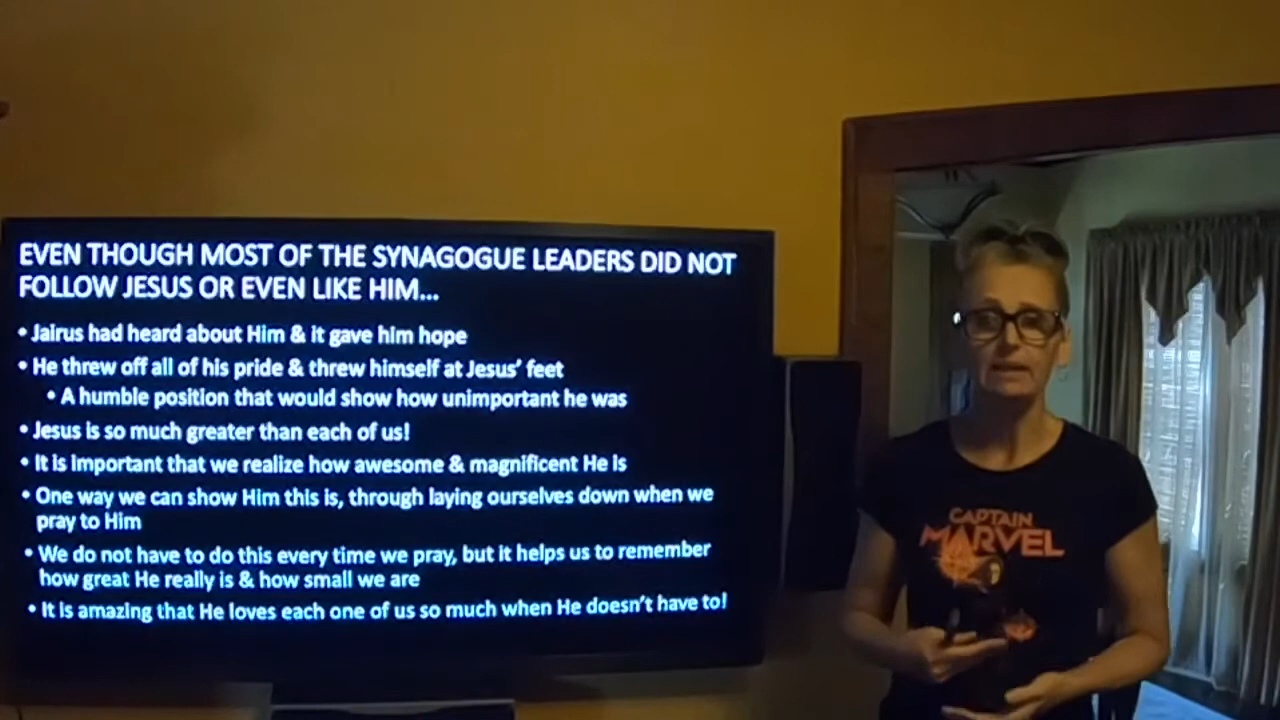 EVEN THOUGH MOST OF THE SYNAGOGUE LEADERS DID NOT
FOLLOW JESUS OR EVEN LIKE HIM...
• Jairus had heard about Him & it gave him hope
• He threw off all of his pride & threw himself at Jesus' feet
• A humble position that would show how unimportant he was
• Jesus is so much greater than each of us!
• It is important that we realize how awesome & magnificent He is
• One way we can show Him this is, through laying ourselves down when we
pray to Him
• We do not have to do this every time we pray, but it helps us to remember
how great He really is & how small we are
• It is amazing that He loves each one of us so much when He doesn't have to!
CAPTAIN
MARVEL